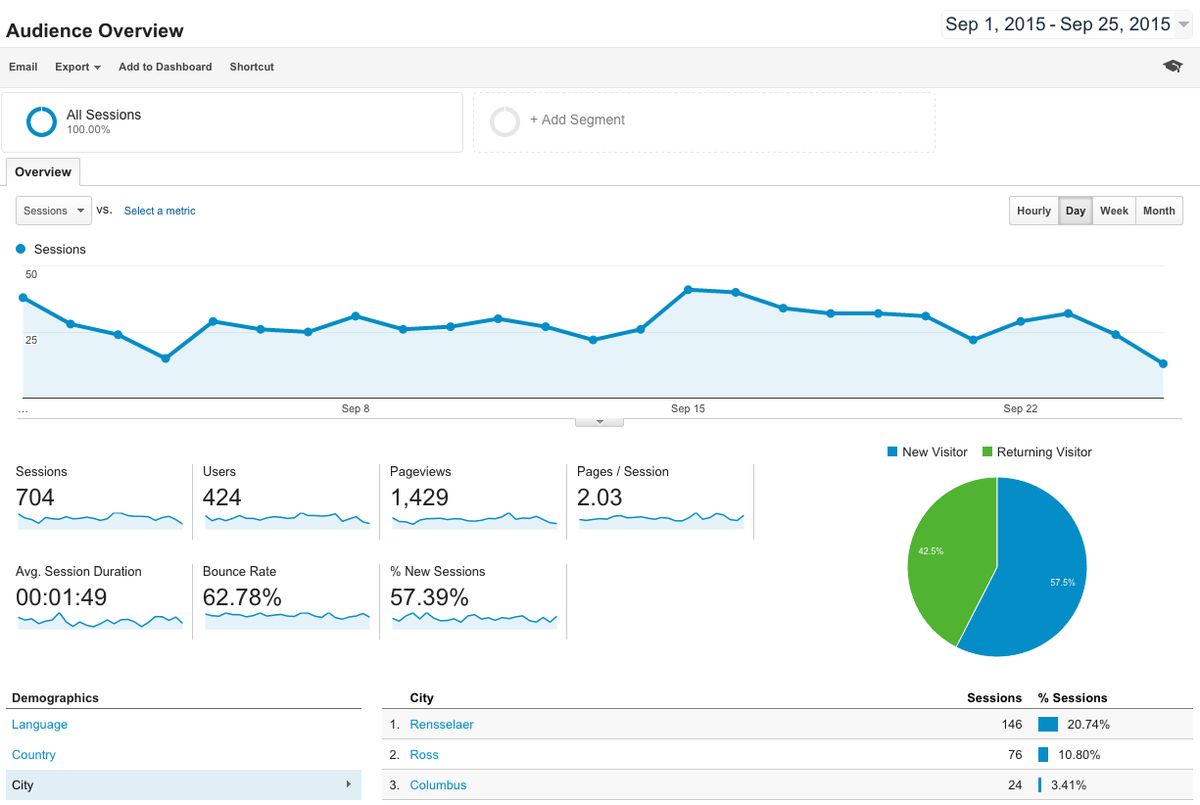 Audience Overview
Sep 1, 2015 - Sep 25, 2015
Email Export Add to Dashboard Shortcut
All Sessions
100.00%
+ Add Segment
Overview
Sessions vs. Select a metric
Hourly Day Week Month
Sessions
50
25
... Sep 8 Sep 15 Sep 22
New Visitor Returning Visitor
Sessions Users Pageviews Pages / Session
704 424 1,429 2.03
42.5%
57.5%
Avg. Session Duration Bounce Rate % New Sessions
00:01:49 62.78% 57.39%
Demographics
Language
Country
City
City Sessions % Sessions
1. Rensselaer 146 20.74%
2. Ross 76 10.80%
3. Columbus 24 3.41%